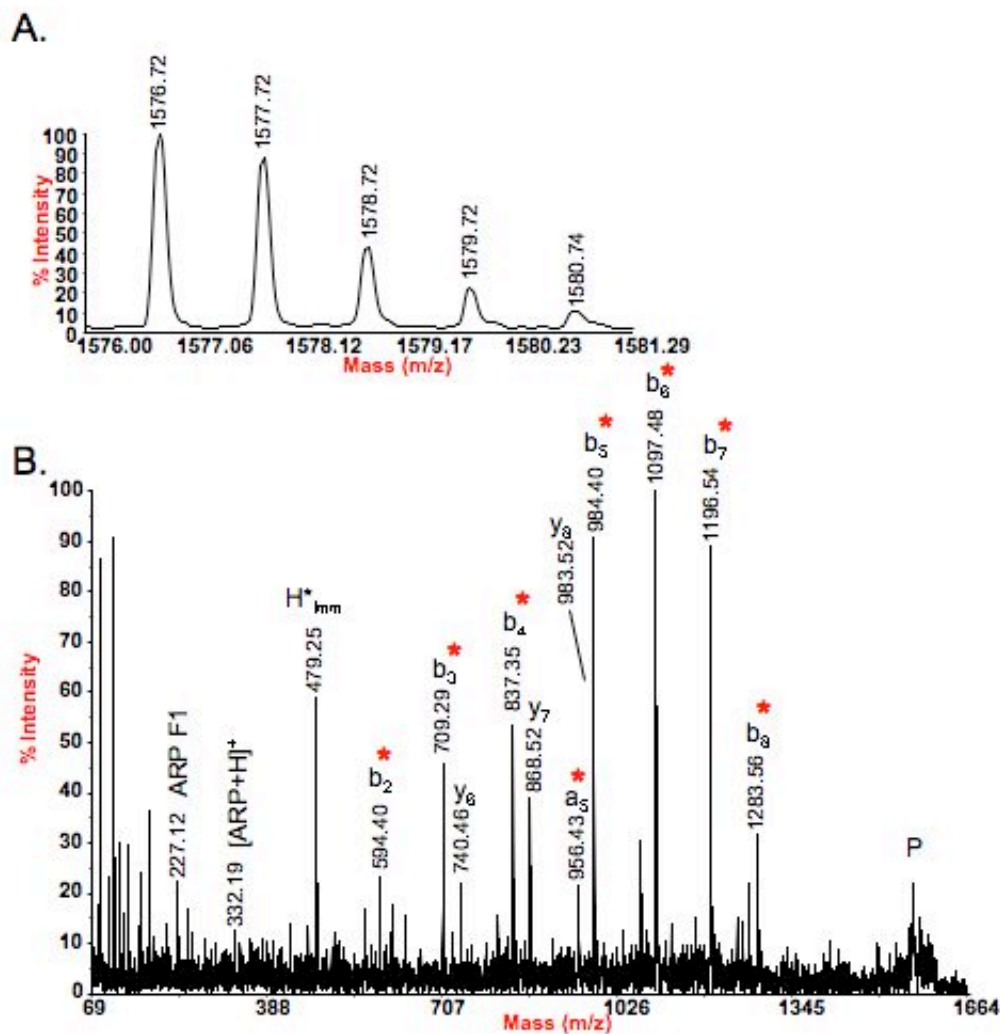 A.
1576.72
1577.72
1578.72
1579.72
1580.74
% Intensity
100
90
80
70
60
50
40
30
20
10
0
1576.00 1577.06 1578.12 1579.17 1580.23 1581.29
Mass (m/z)
B.
% Intensity
100
90
80
70
60
50
40
30
20
10
0
227.12 ARP F1
332.19 [ARP+H]+
H*Imm
479.25
b2*
594.40
b3*
709.29
y6
740.46
b4*
837.35
y7
868.52
a5*
956.43
y8
983.52
b5*
984.40
b6*
1097.48
b7*
1196.54
b8*
1283.56
P
69 388 707 1026 1345 1664
Mass (m/z)